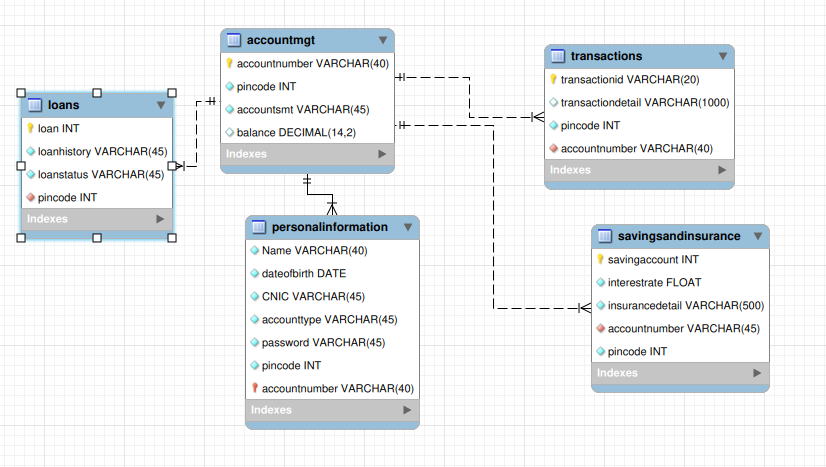 accountmgt
accountnumber VARCHAR(40)
pincode INT
accountsmt VARCHAR(45)
balance DECIMAL(14,2)
Indexes
transactions
transactionid VARCHAR(20)
transactiondetail VARCHAR(1000)
pincode INT
accountnumber VARCHAR(40)
Indexes
loans
loan INT
loanhistory VARCHAR(45)
loanstatus VARCHAR(45)
pincode INT
Indexes
personalinformation
Name VARCHAR(40)
dateofbirth DATE
CNIC VARCHAR(45)
accounttype VARCHAR(45)
password VARCHAR(45)
pincode INT
accountnumber VARCHAR(40)
Indexes
savingsandinsurance
savingaccount INT
interestrate FLOAT
insurancedetail VARCHAR(500)
accountnumber VARCHAR(45)
pincode INT
Indexes